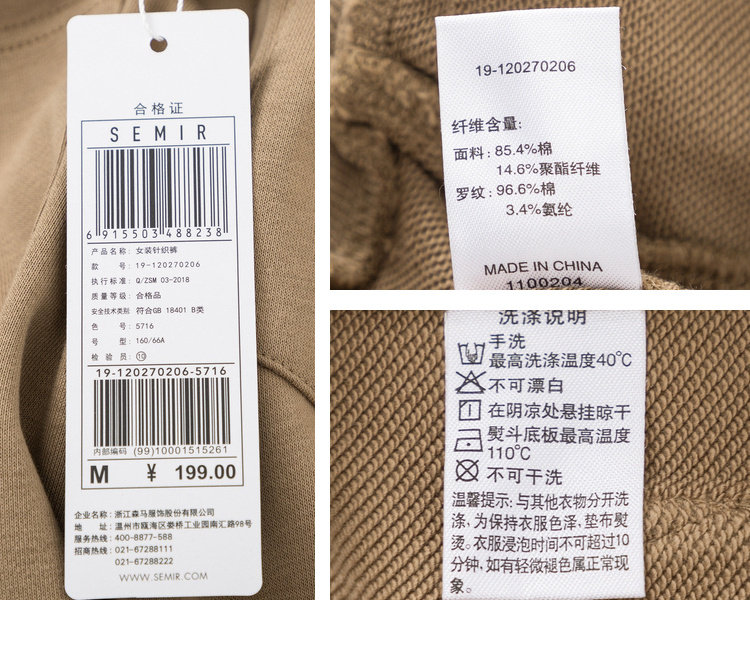 合格证
SEMIR
6 915503 488238
产品名称: 女装针织裤
款 号: 19-120270206
执行标准: Q/ZSM 03-2018
质量等级: 合格品
安全技术类别: 符合GB 18401 B类
色 号: 5716
号 型: 160/66A
检 验 员: ⑩
19-120270206-5716
内部编码 (99)10001515261
M ¥ 199.00
企业名称: 浙江森马服饰股份有限公司
地 址: 温州市瓯海区娄桥工业园南汇路98号
服务热线: 400-8877-588
招商热线: 021-67288111
021-67288222
WWW.SEMIR.COM
19-120270206
纤维含量:
面料: 85.4%棉
14.6%聚酯纤维
罗纹: 96.6%棉
3.4%氨纶
MADE IN CHINA
1100204
洗涤说明
手洗
最高洗涤温度40℃
不可漂白
在阴凉处悬挂晾干
熨斗底板最高温度
110℃
不可干洗
温馨提示: 与其他衣物分开洗
涤, 为保持衣服色泽, 垫布熨
烫。衣服浸泡时间不可超过10
分钟, 如有轻微褪色属正常现
象。